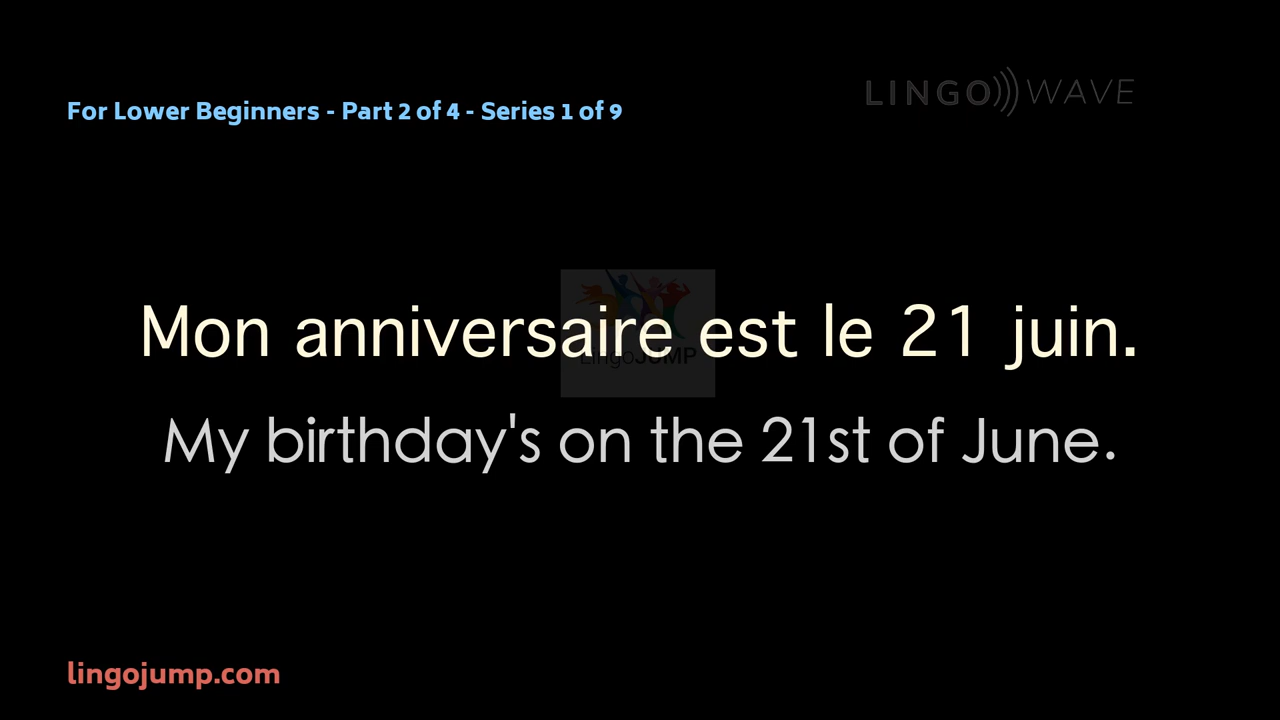 LINGO WAVE
For Lower Beginners - Part 2 of 4 - Series 1 of 9
Mon anniversaire est le 21 juin.
LingoJUMP
My birthday's on the 21st of June.
lingojump.com